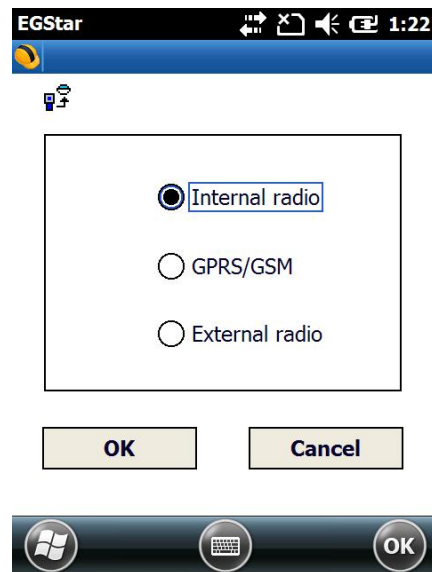 EGStar 1:22
Internal radio
GPRS/GSM
External radio
OK Cancel
OK